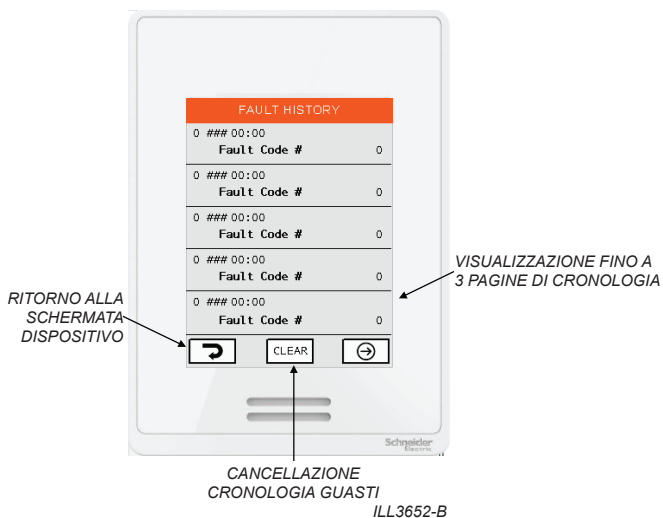 FAULT HISTORY
0 ### 00:00
Fault Code # 0
0 ### 00:00
Fault Code # 0
0 ### 00:00
Fault Code # 0
0 ### 00:00
Fault Code # 0
0 ### 00:00
Fault Code # 0
CLEAR
Schneider
Electric
RITORNO ALLA
SCHERMATA
DISPOSITIVO
VISUALIZZAZIONE FINO A
3 PAGINE DI CRONOLOGIA
CANCELLAZIONE
CRONOLOGIA GUASTI
ILL3652-B